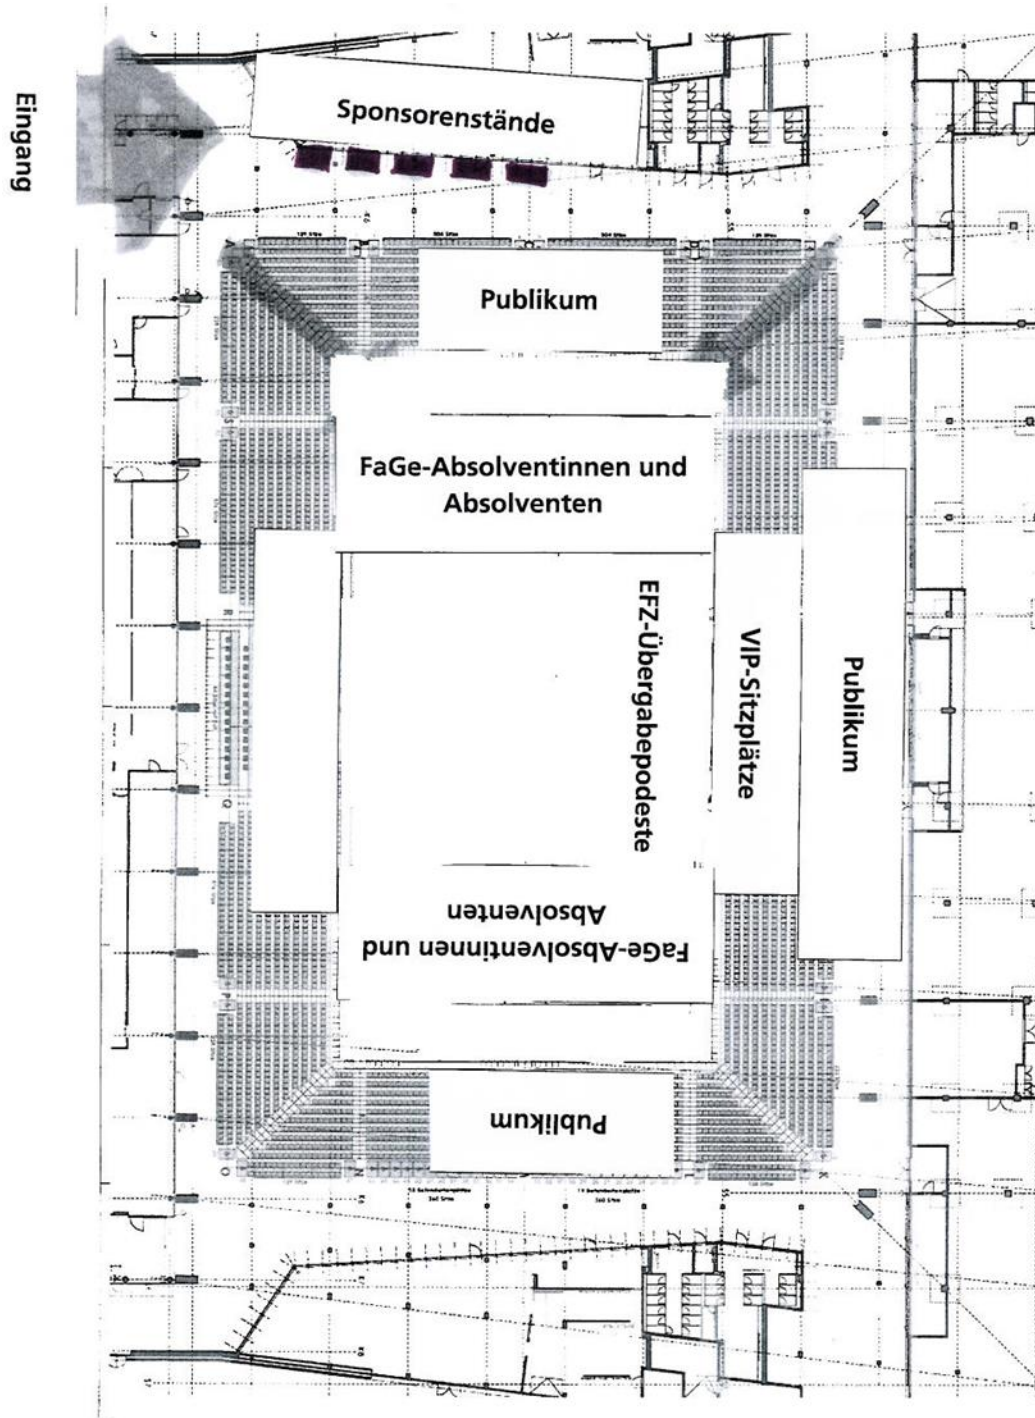 Eingang
Sponsorenstände
Publikum
FaGe-Absolventinnen und
Absolventen
EFZ-Übergabepodeste
VIP-Sitzplätze
Publikum
FaGe-Absolventinnen und
Absolventen
Publikum